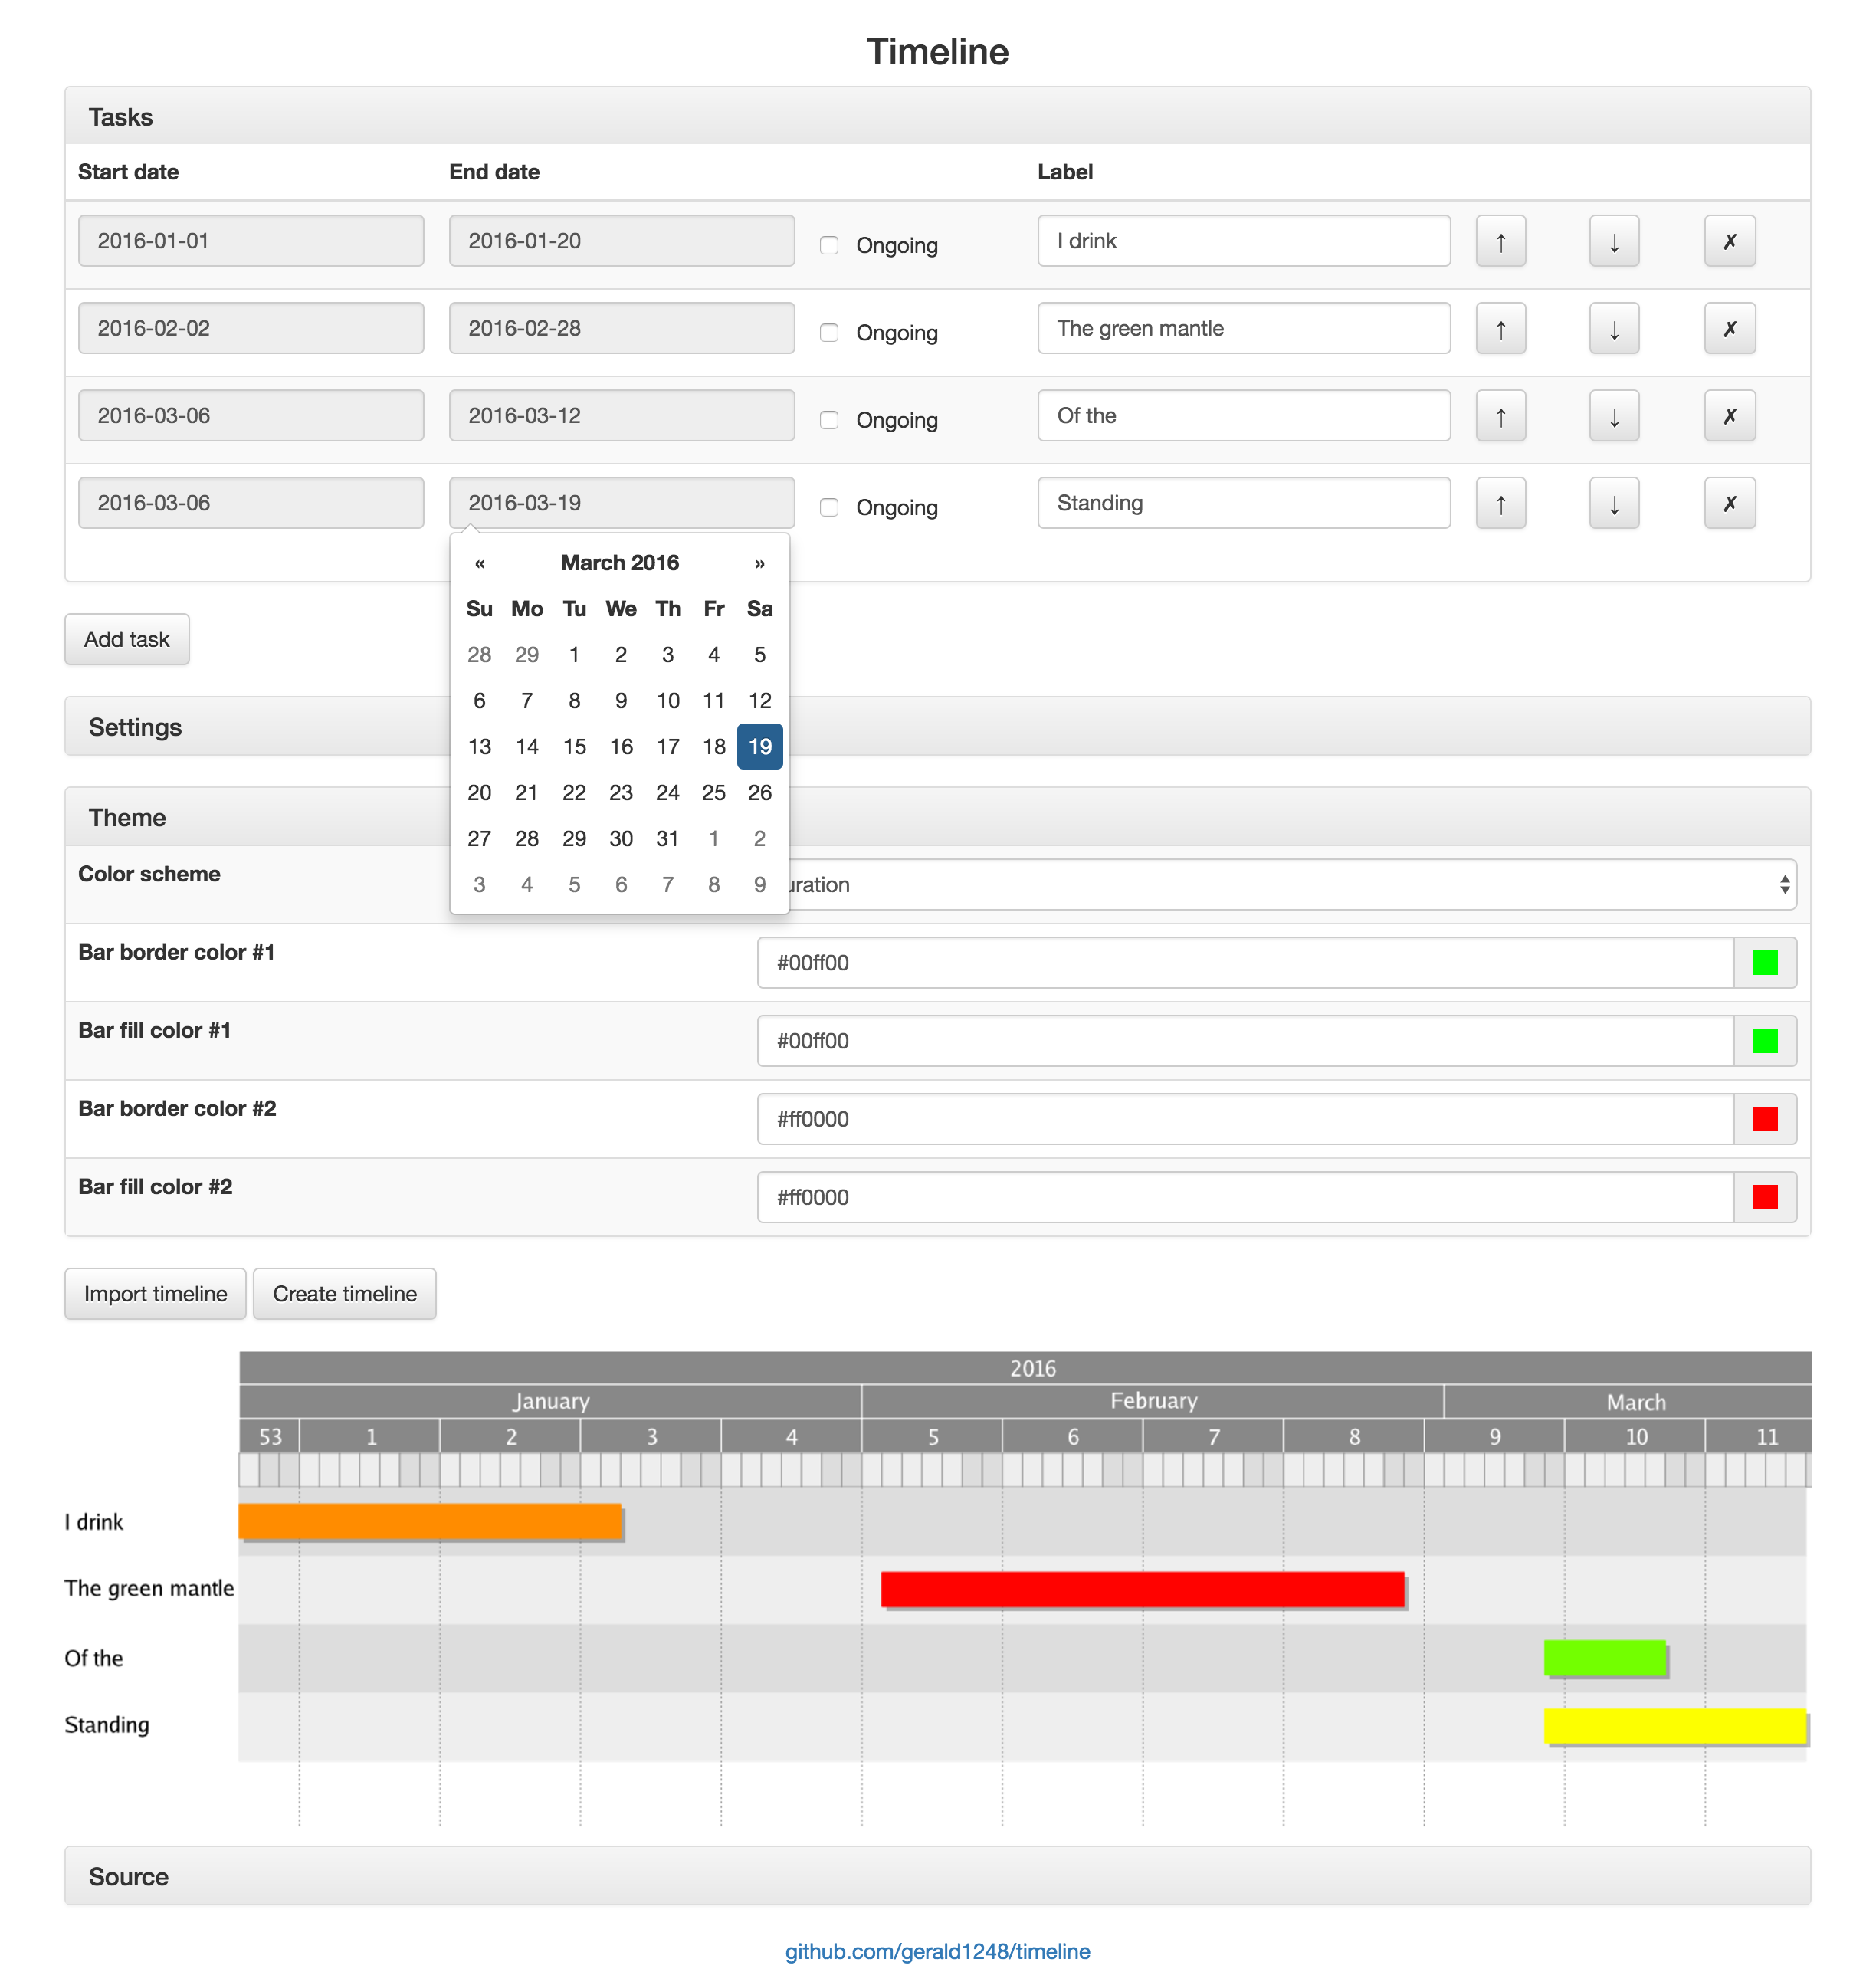 Timeline
Tasks
Start date End date Label
2016-01-01 2016-01-20 Ongoing I drink ↑ ↓ ✗
2016-02-02 2016-02-28 Ongoing The green mantle ↑ ↓ ✗
2016-03-06 2016-03-12 Ongoing Of the ↑ ↓ ✗
2016-03-06 2016-03-19 Ongoing Standing ↑ ↓ ✗
« March 2016 »
Su Mo Tu We Th Fr Sa
28 29 1 2 3 4 5
6 7 8 9 10 11 12
13 14 15 16 17 18 19
20 21 22 23 24 25 26
27 28 29 30 31 1 2
3 4 5 6 7 8 9
Add task
Settings
Theme
Color scheme uration
Bar border color #1 #00ff00
Bar fill color #1 #00ff00
Bar border color #2 #ff0000
Bar fill color #2 #ff0000
Import timeline Create timeline
2016
January February March
53 1 2 3 4 5 6 7 8 9 10 11
I drink
The green mantle
Of the
Standing
Source
github.com/gerald1248/timeline